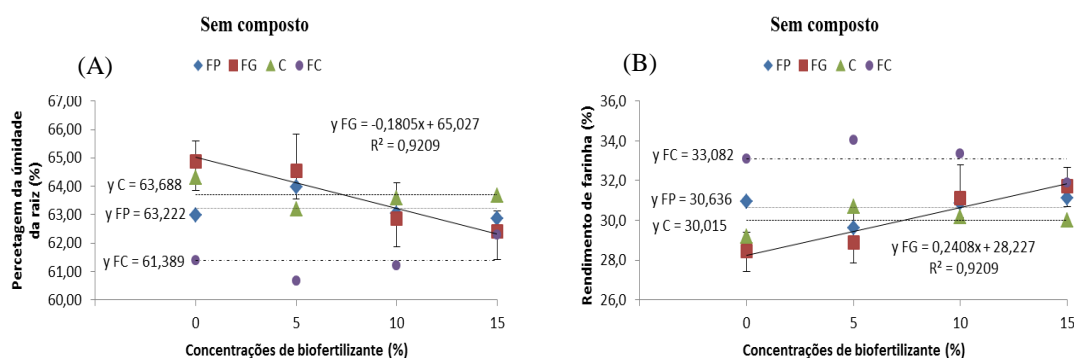 Sem composto
(A)
FP FG C FC
67,00
66,00
65,00
64,00
63,00
62,00
61,00
60,00
Percetagem da úmidade
da raiz (%)
y FG = -0,1805x + 65,027
R² = 0,9209
y C = 63,688
y FP = 63,222
y FC = 61,389
0 5 10 15
Concentrações de biofertilizante (%)
Sem composto
(B)
FP FG C FC
36,0
34,0
32,0
30,0
28,0
26,0
Rendimento de farinha (%)
y FC = 33,082
y FP = 30,636
y C = 30,015
y FG = 0,2408x + 28,227
R² = 0,9209
0 5 10 15
Concentrações de biofertilizante (%)